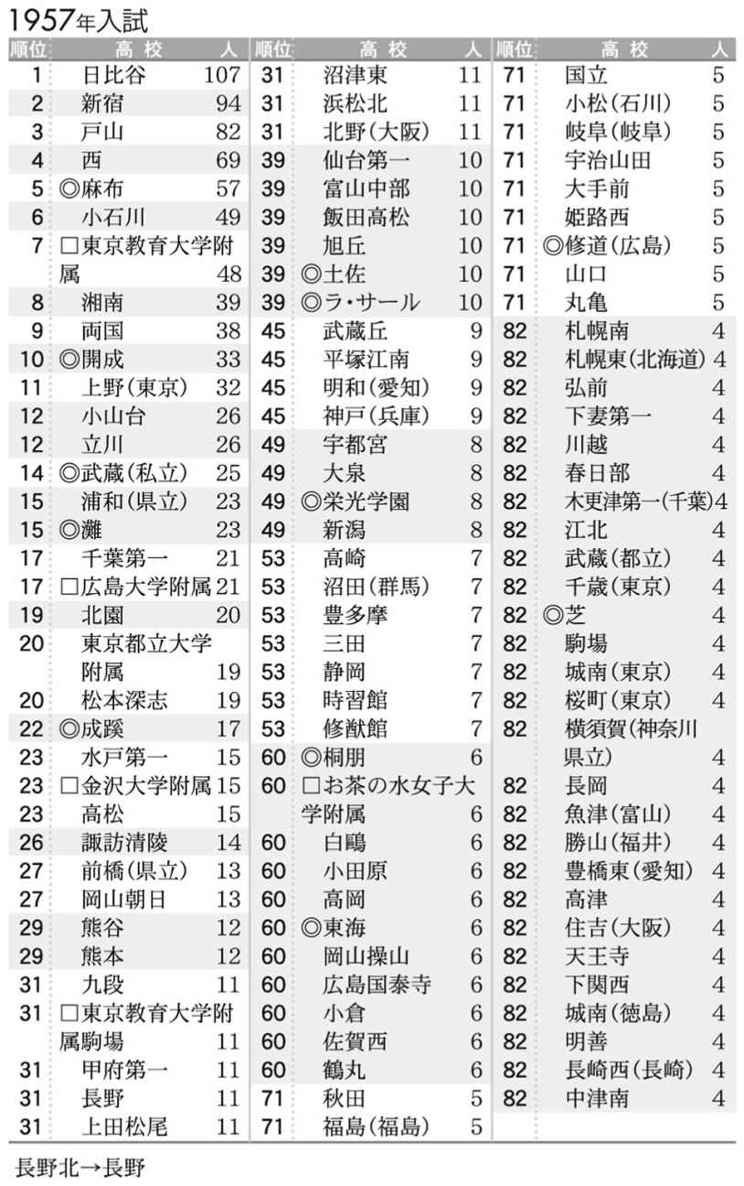 1957年入試
順位 高校 人
1 日比谷 107
2 新宿 94
3 戸山 82
4 西 69
5 ◎麻布 57
6 小石川 49
7 □東京教育大学附
属 48
8 湘南 39
9 両国 38
10 ◎開成 33
11 上野(東京) 32
12 小山台 26
12 立川 26
14 ◎武蔵(私立) 25
15 浦和(県立) 23
15 ◎灘 23
17 千葉第一 21
17 □広島大学附属 21
19 北園 20
20 東京都立大学
附属 19
20 松本深志 19
22 ◎成蹊 17
23 水戸第一 15
23 □金沢大学附属 15
23 高松 15
26 諏訪清陵 14
27 前橋(県立) 13
27 岡山朝日 13
29 熊谷 12
29 熊本 12
31 九段 11
31 □東京教育大学附
属駒場 11
31 甲府第一 11
31 長野 11
31 上田松尾 11
順位 高校 人
31 沼津東 11
31 浜松北 11
31 北野(大阪) 11
39 仙台第一 10
39 富山中部 10
39 飯田高松 10
39 旭丘 10
39 ◎土佐 10
39 ◎ラ・サール 10
45 武蔵丘 9
45 平塚江南 9
45 明和(愛知) 9
45 神戸(兵庫) 9
49 宇都宮 8
49 大泉 8
49 ◎栄光学園 8
49 新潟 8
53 高崎 7
53 沼田(群馬) 7
53 豊多摩 7
53 三田 7
53 静岡 7
53 時習館 7
53 修猷館 7
60 ◎桐朋 6
60 □お茶の水女子大
学附属 6
60 白鷗 6
60 小田原 6
60 高岡 6
60 ◎東海 6
60 岡山操山 6
60 広島国泰寺 6
60 小倉 6
60 佐賀西 6
60 鶴丸 6
71 秋田 5
71 福島(福島) 5
順位 高校 人
71 国立 5
71 小松(石川) 5
71 岐阜(岐阜) 5
71 宇治山田 5
71 大手前 5
71 姫路西 5
71 ◎修道(広島) 5
71 山口 5
71 丸亀 5
82 札幌南 4
82 札幌東(北海道) 4
82 弘前 4
82 下妻第一 4
82 川越 4
82 春日部 4
82 木更津第一(千葉) 4
82 江北 4
82 武蔵(都立) 4
82 千歳(東京) 4
82 ◎芝 4
82 駒場 4
82 城南(東京) 4
82 桜町(東京) 4
82 横須賀(神奈川
県立) 4
82 長岡 4
82 魚津(富山) 4
82 勝山(福井) 4
82 豊橋東(愛知) 4
82 高津 4
82 住吉(大阪) 4
82 天王寺 4
82 下関西 4
82 城南(徳島) 4
82 明善 4
82 長崎西(長崎) 4
82 中津南 4
長野北→長野